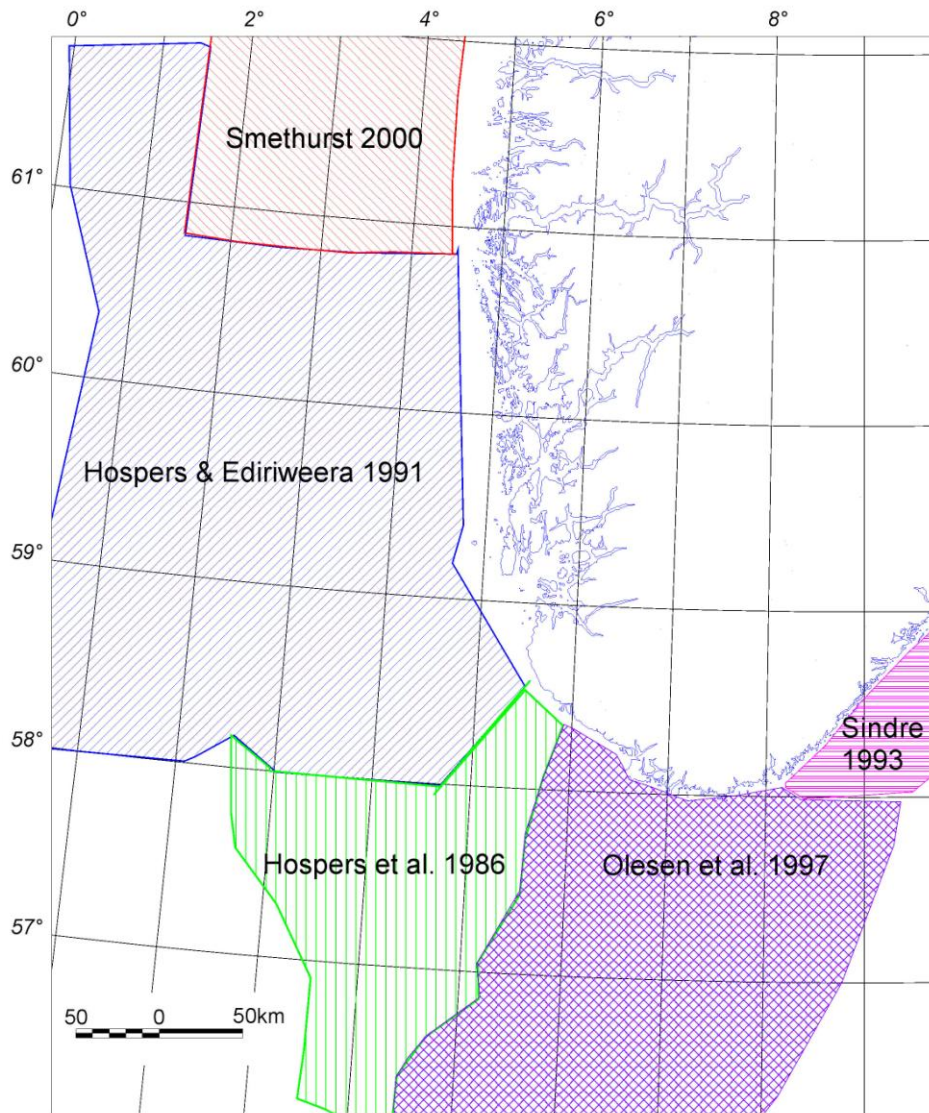 0° 2° 4° 6° 8°
Smethurst 2000
61°
60°
Hospers & Ediriweera 1991
59°
58°
Sindre
1993
Hospers et al. 1986
Olesen et al. 1997
57°
50 0 50km